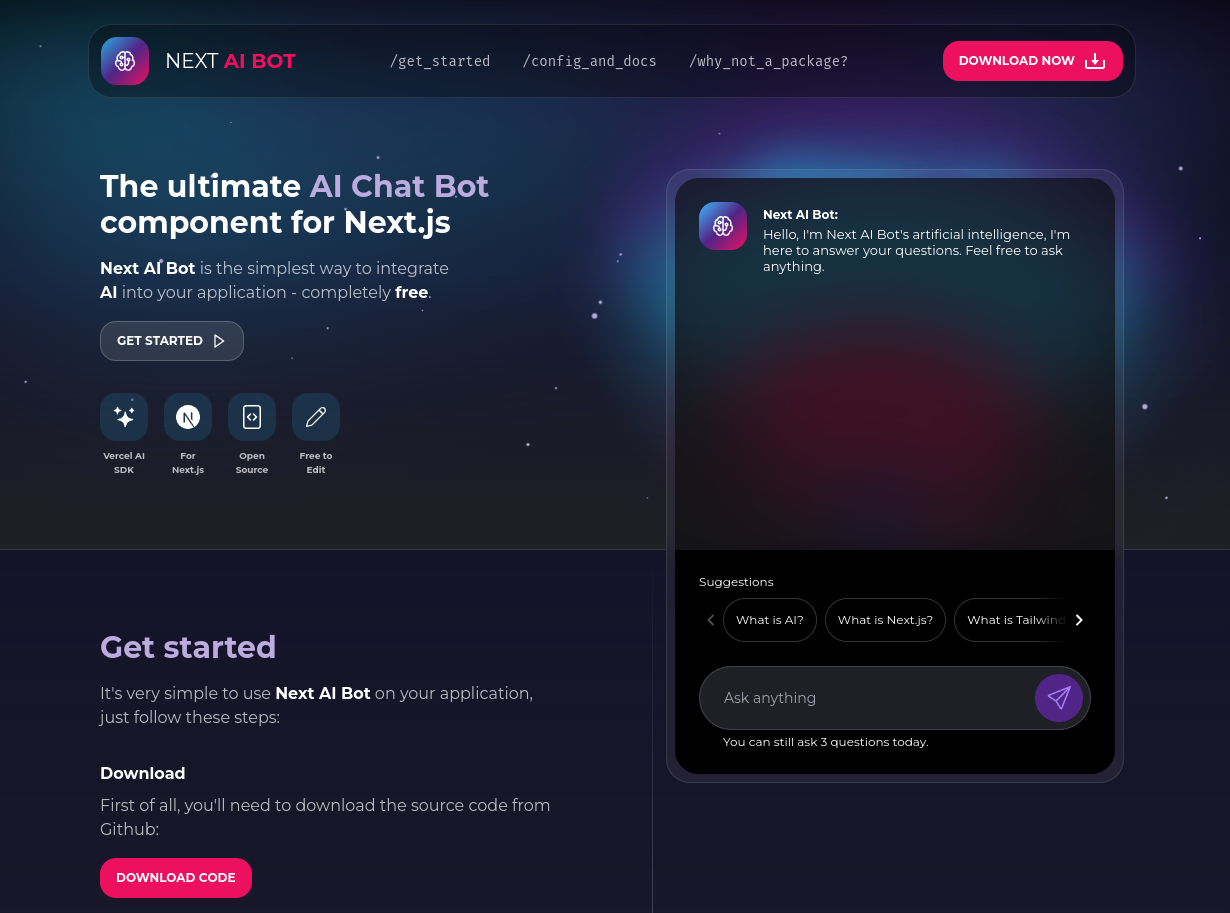 NEXT AI BOT
/get_started
/config_and_docs
/why_not_a_package?
DOWNLOAD NOW
The ultimate AI Chat Bot
component for Next.js
Next AI Bot is the simplest way to integrate
AI into your application - completely free.
GET STARTED
Vercel AI
SDK
For
Next.js
Open
Source
Free to
Edit
Next AI Bot:
Hello, I'm Next AI Bot's artificial intelligence, I'm
here to answer your questions. Feel free to ask
anything.
Suggestions
What is AI?
What is Next.js?
What is Tailwind
Ask anything
You can still ask 3 questions today.
Get started
It's very simple to use Next AI Bot on your application,
just follow these steps:
Download
First of all, you'll need to download the source code from
Github:
DOWNLOAD CODE